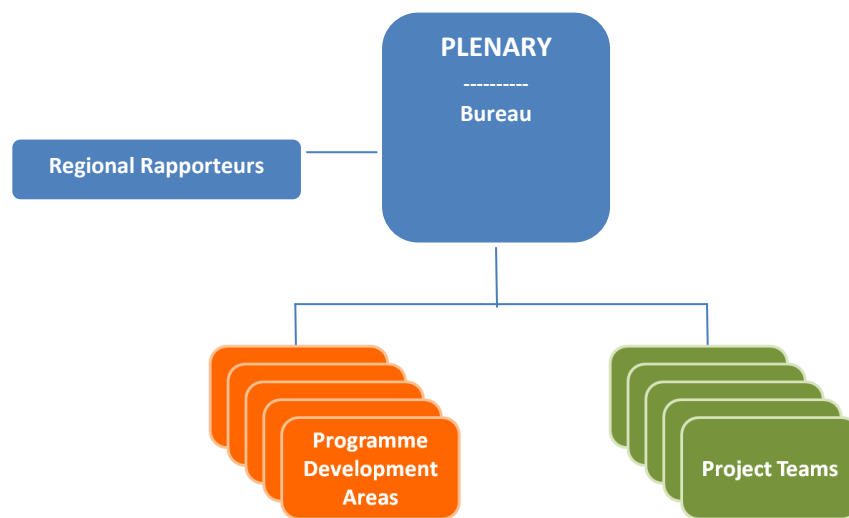 PLENARY
----------
Bureau
Regional Rapporteurs
Programme
Development
Areas
Project Teams